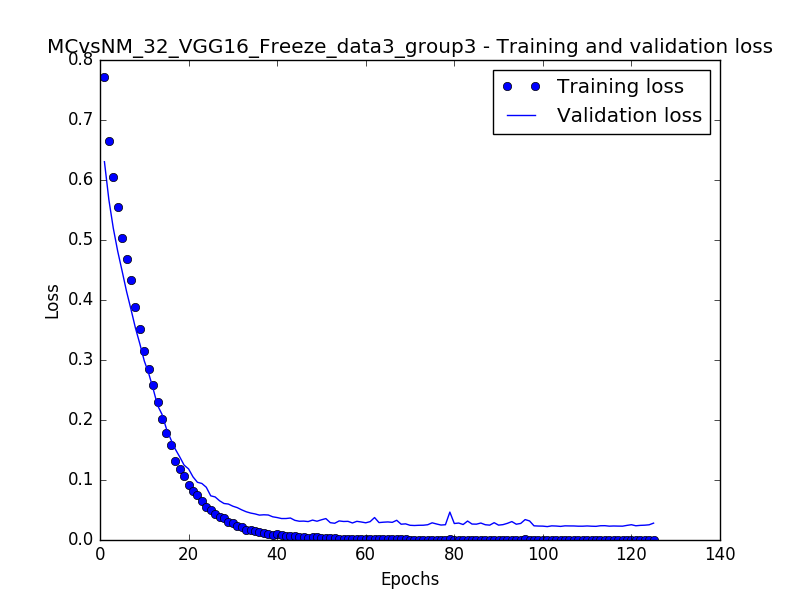 MCvsNM_32_VGG16_Freeze_data3_group3 - Training and validation loss
Training loss
Validation loss
Loss
0.8
0.7
0.6
0.5
0.4
0.3
0.2
0.1
0.0
0 20 40 60 80 100 120 140
Epochs